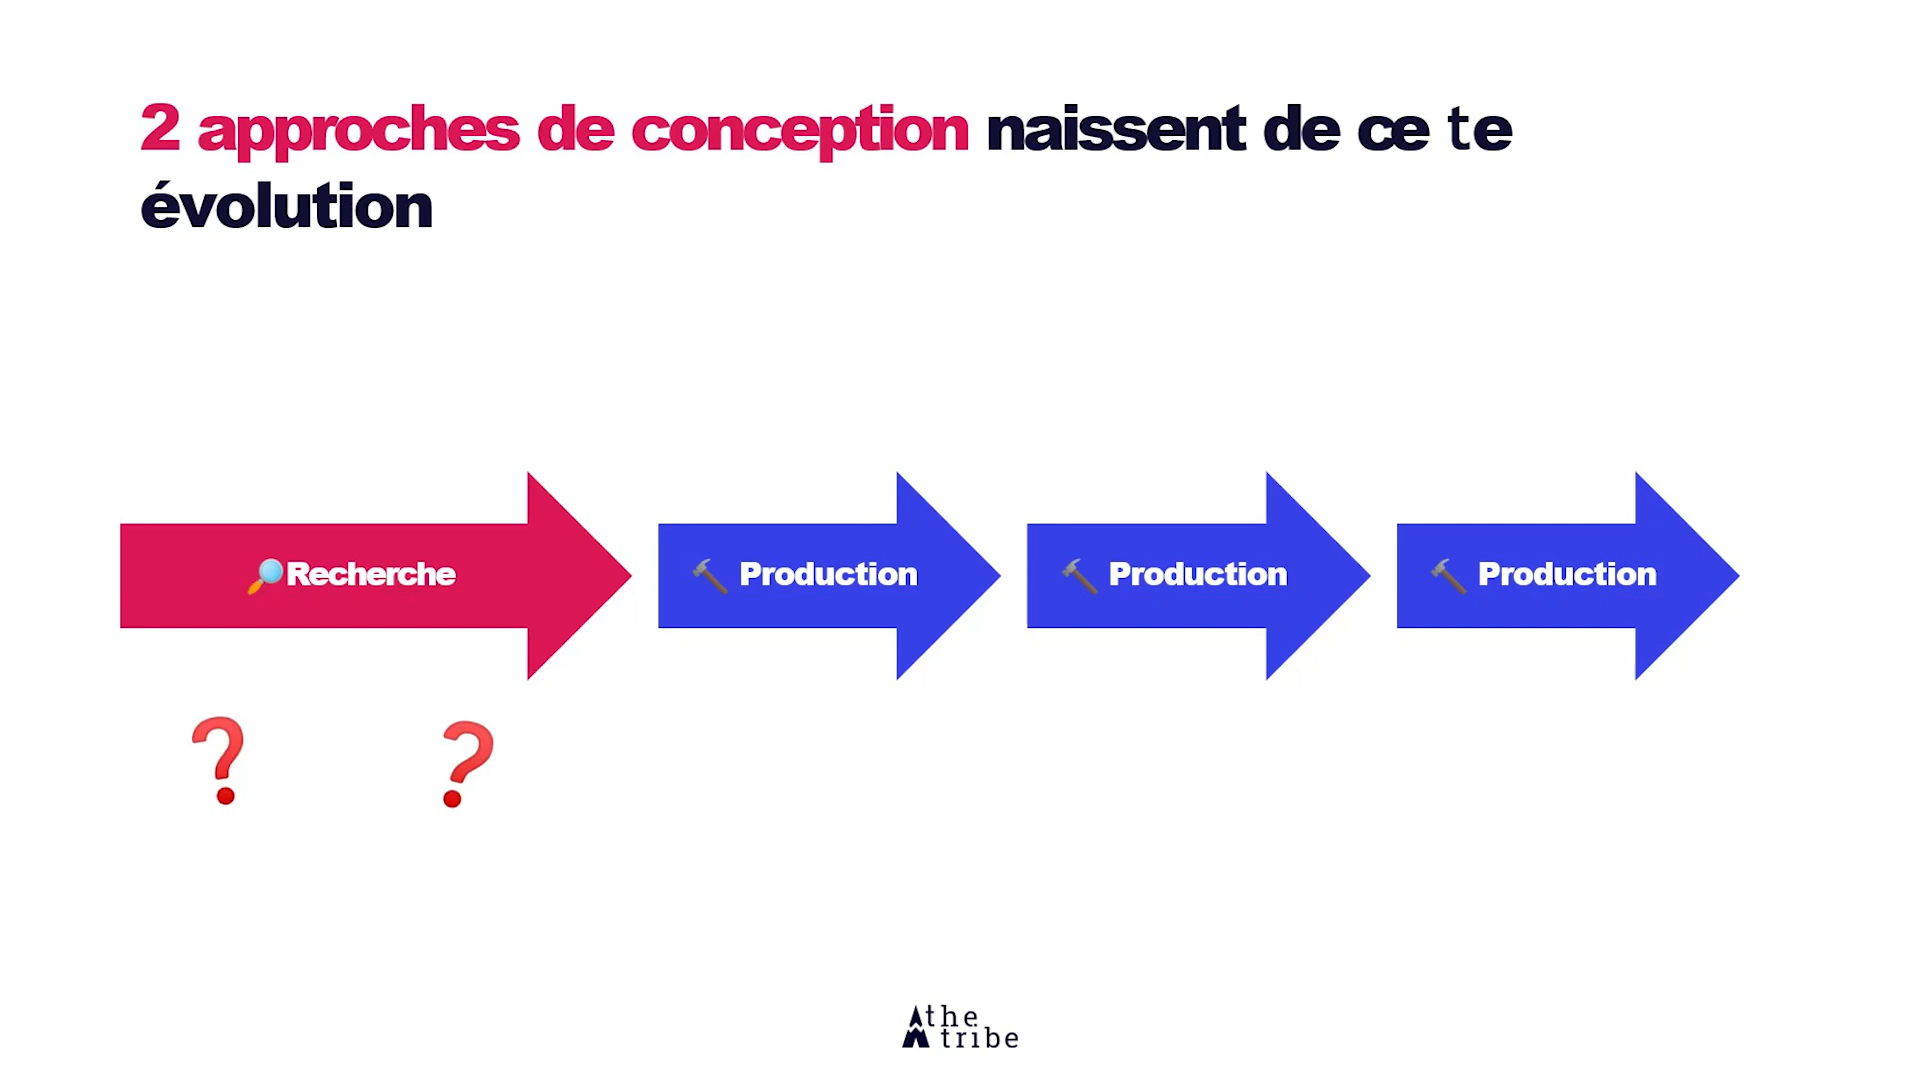 2 approches de conception naissent de ce te
évolution
Recherche
Production
Production
Production
the
tribe